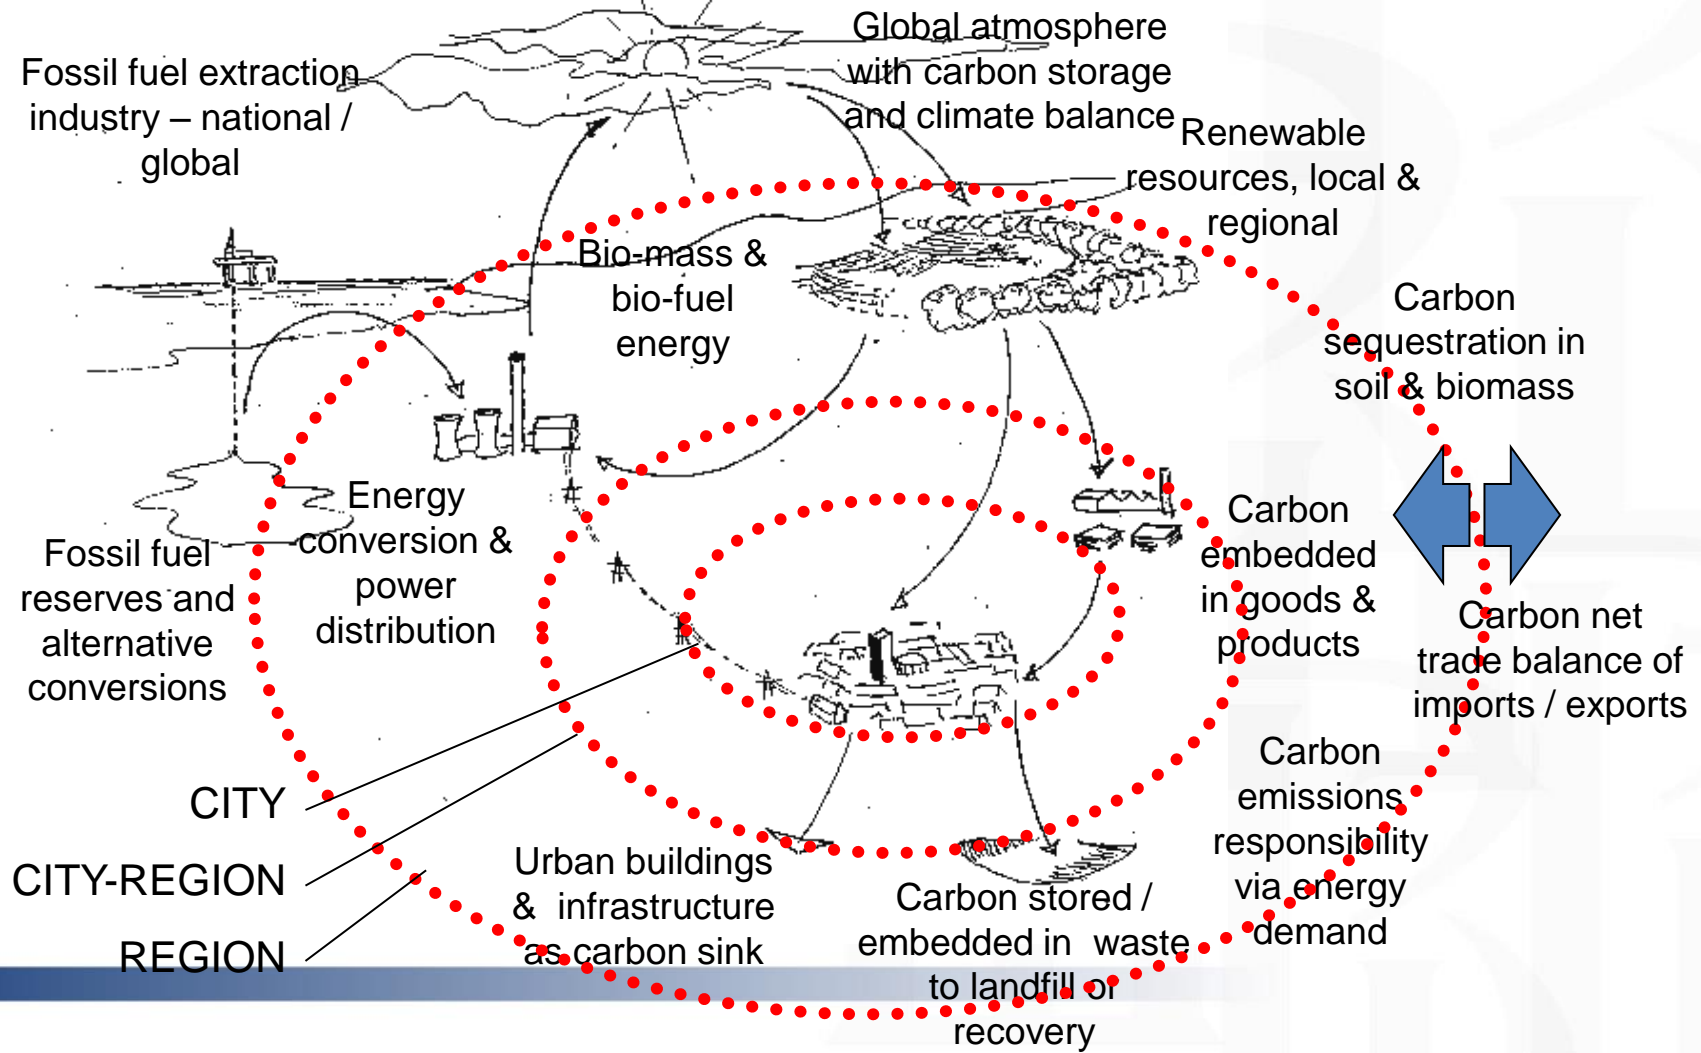 Global atmosphere
with carbon storage
and climate balance
Fossil fuel extraction
industry – national /
global
Renewable
resources, local &
regional
Bio-mass &
bio-fuel
energy
Carbon
sequestration in
soil & biomass
Energy
conversion &
power
distribution
Carbon
embedded
in goods &
products
Fossil fuel
reserves and
alternative
conversions
Carbon net
trade balance of
imports / exports
CITY
CITY-REGION
REGION
Carbon
emissions
responsibility
via energy
demand
Urban buildings
& infrastructure
as carbon sink
Carbon stored /
embedded in waste
to landfill or
recovery